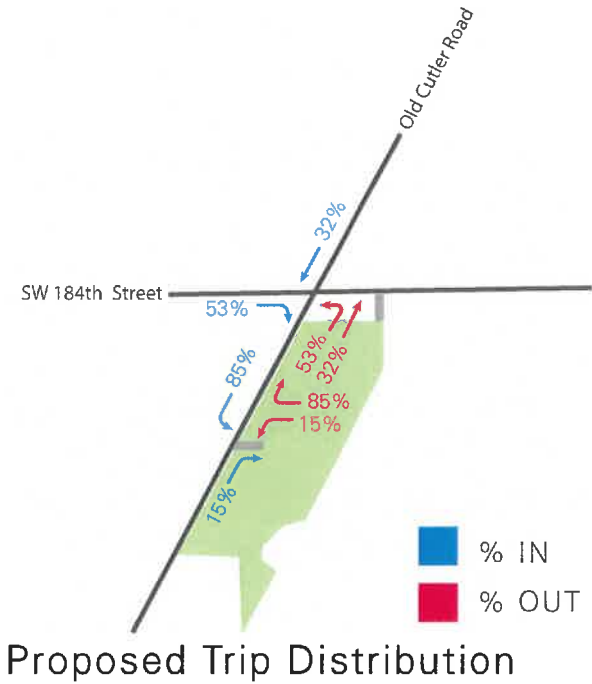 Old Cutler Road
32%
SW 184th Street
53%
53%
32%
85%
85%
15%
15%
% IN
% OUT
Proposed Trip Distribution